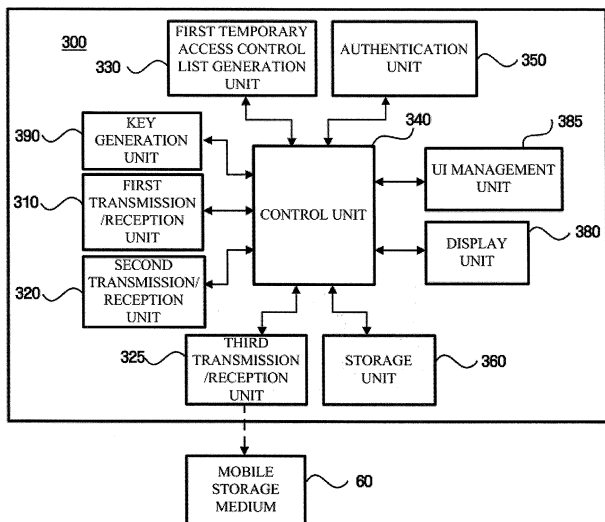 300
FIRST TEMPORARY
ACCESS CONTROL
LIST GENERATION
UNIT
330
AUTHENTICATION
UNIT
350
390
KEY
GENERATION
UNIT
340
385
UI MANAGEMENT
UNIT
310
FIRST
TRANSMISSION
/RECEPTION
UNIT
CONTROL UNIT
380
DISPLAY
UNIT
320
SECOND
TRANSMISSION/
RECEPTION
UNIT
325
THIRD
TRANSMISSION
/RECEPTION
UNIT
STORAGE
UNIT
360
MOBILE
STORAGE
MEDIUM
60